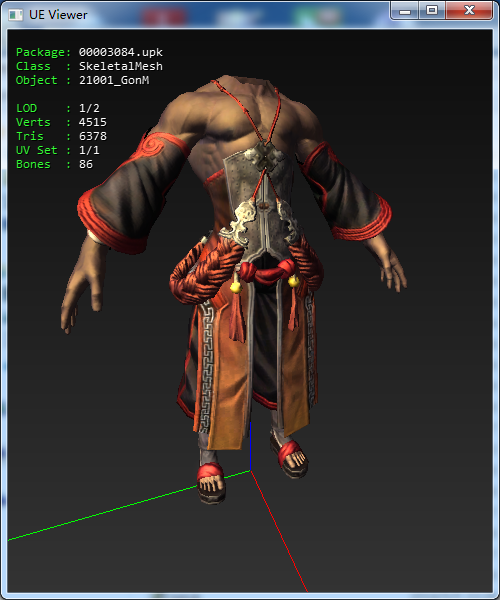 UE Viewer
Package: 00003084.upk
Class : SkeletalMesh
Object : 21001_GonM
LOD : 1/2
Verts : 4515
Tris : 6378
UV Set : 1/1
Bones : 86